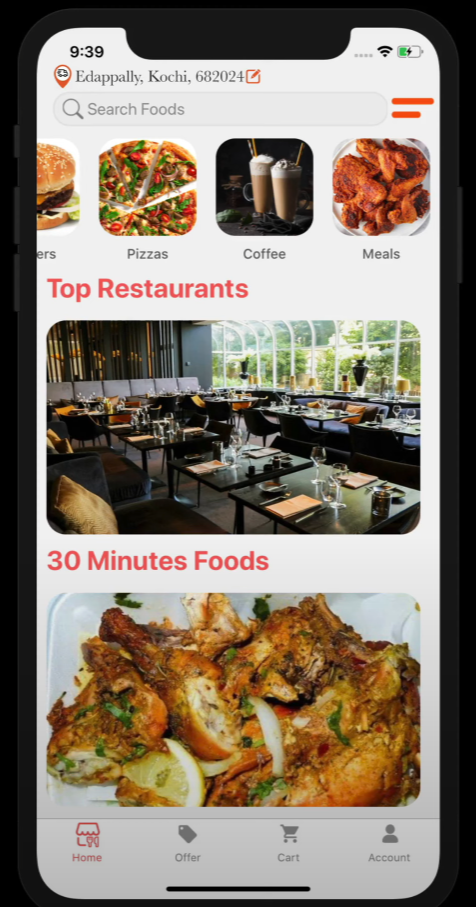 9:39
Edappally, Kochi, 682024
Search Foods
ers
Pizzas
Coffee
Meals
Top Restaurants
30 Minutes Foods
Home
Offer
Cart
Account